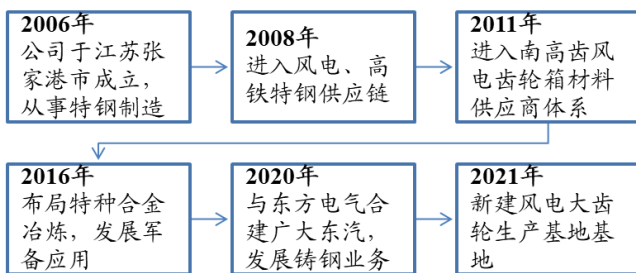 2006年
公司于江苏张
家港市成立，
从事特钢制造
2008年
进入风电、高
铁特钢供应链
2011年
进入南高齿风
电齿轮箱材料
供应商体系
2016年
布局特种合金
冶炼，发展军
备应用
2020年
与东方电气合
建广大东汽，
发展铸钢业务
2021年
新建风电大齿
轮生产基地基
地